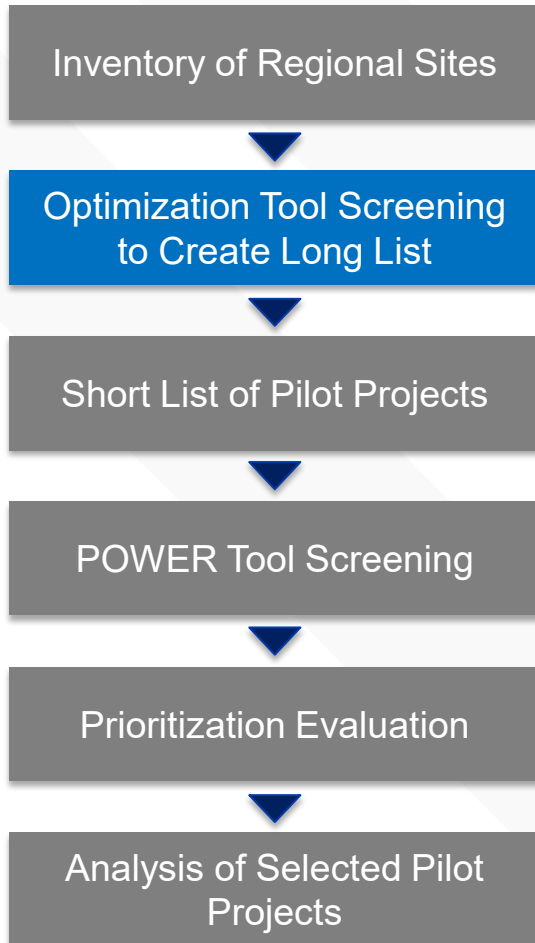 Inventory of Regional Sites
Optimization Tool Screening
to Create Long List
Short List of Pilot Projects
POWER Tool Screening
Prioritization Evaluation
Analysis of Selected Pilot
Projects